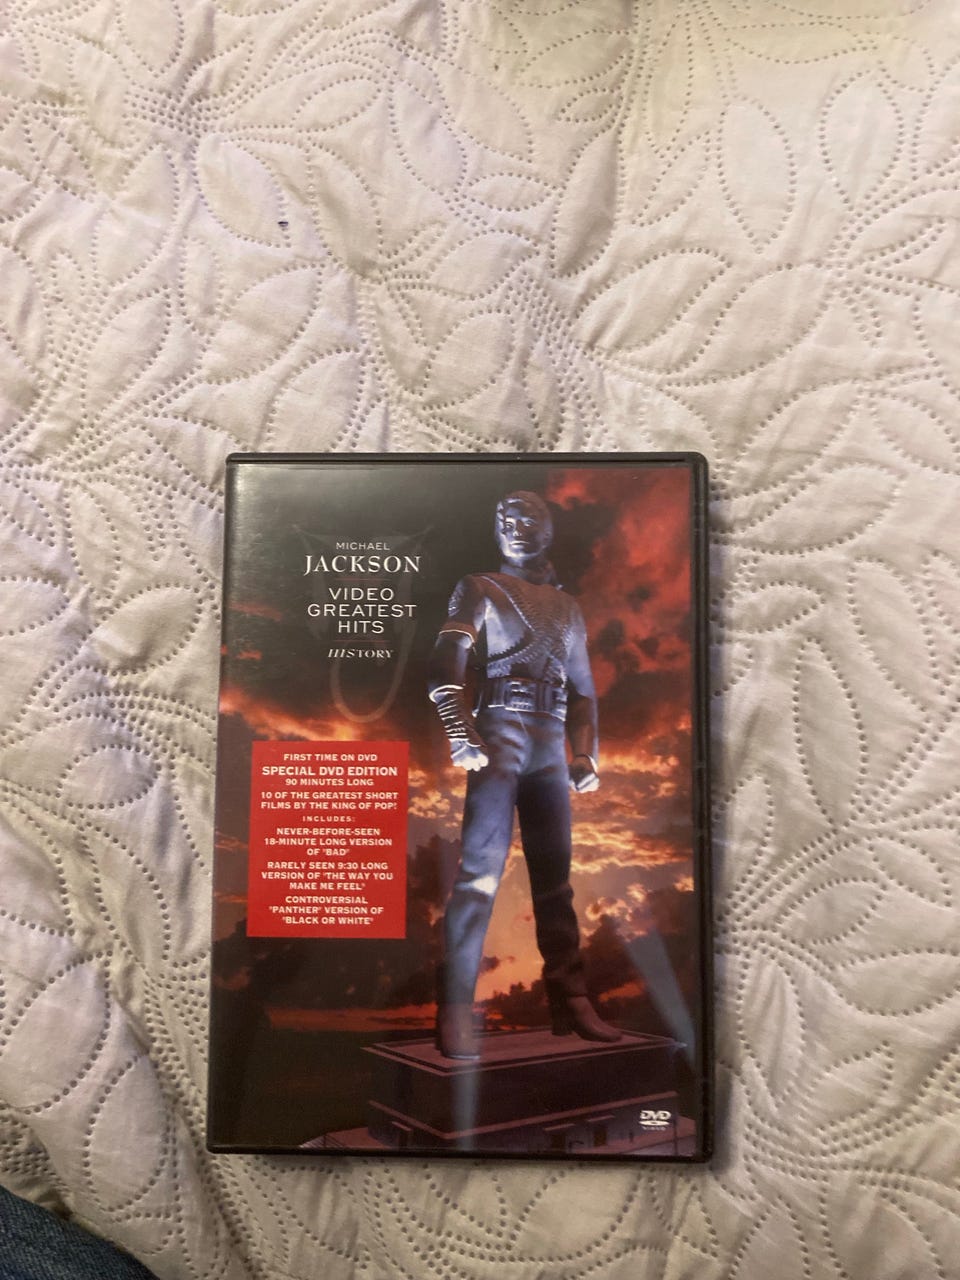 MICHAEL
JACKSON
VIDEO
GREATEST
HITS
HISTORY
FIRST TIME ON DVD
SPECIAL DVD EDITION
90 MINUTES LONG
10 OF THE GREATEST SHORT
FILMS BY THE KING OF POP!
INCLUDES:
NEVER-BEFORE-SEEN
18-MINUTE LONG VERSION
OF "BAD"
RARELY SEEN 9:30 LONG
VERSION OF "THE WAY YOU
MAKE ME FEEL"
CONTROVERSIAL
"PANTHER" VERSION OF
"BLACK OR WHITE"
DVD
VIDEO